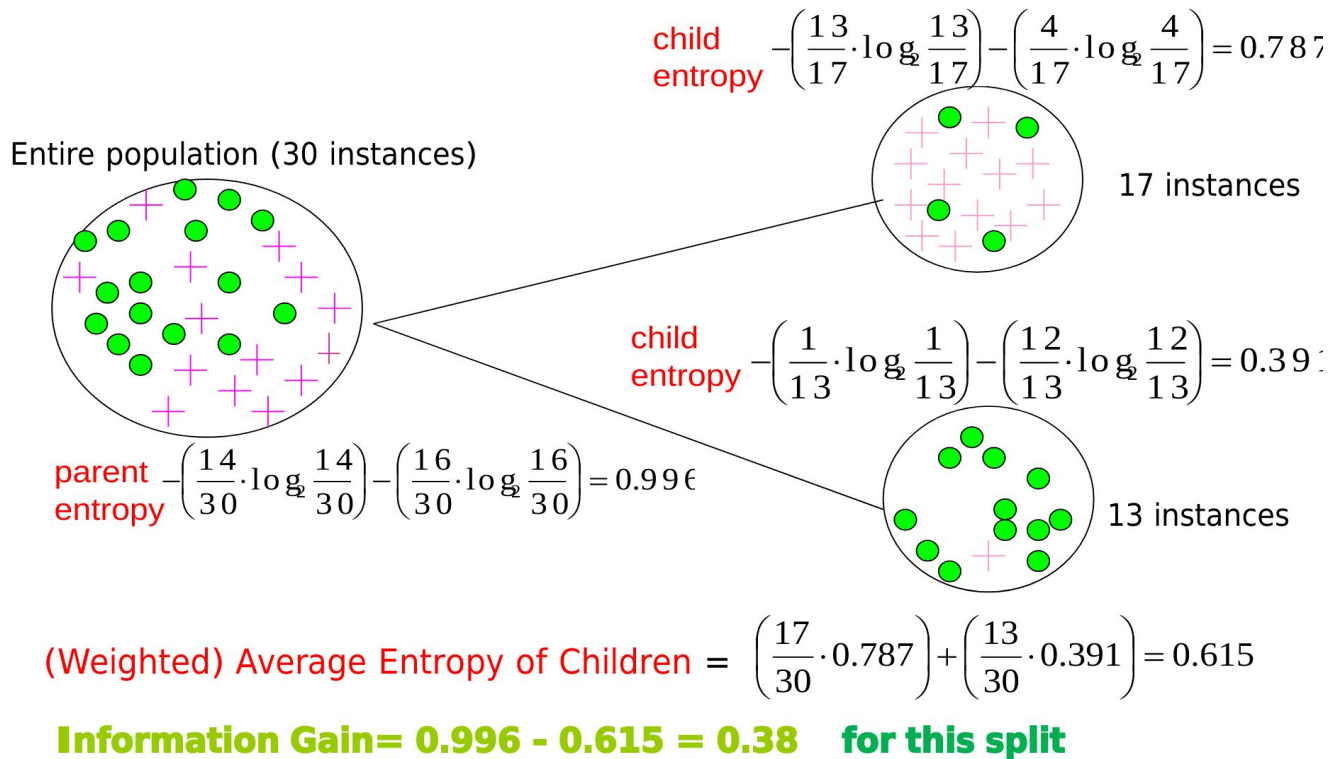 child entropy −(13/17·log₂ 13/17)−(4/17·log₂ 4/17)=0.787
Entire population (30 instances)
17 instances
child entropy −(1/13·log₂ 1/13)−(12/13·log₂ 12/13)=0.391
parent entropy −(14/30·log₂ 14/30)−(16/30·log₂ 16/30)=0.996
13 instances
(Weighted) Average Entropy of Children = (17/30·0.787)+(13/30·0.391)=0.615
Information Gain= 0.996 - 0.615 = 0.38 for this split